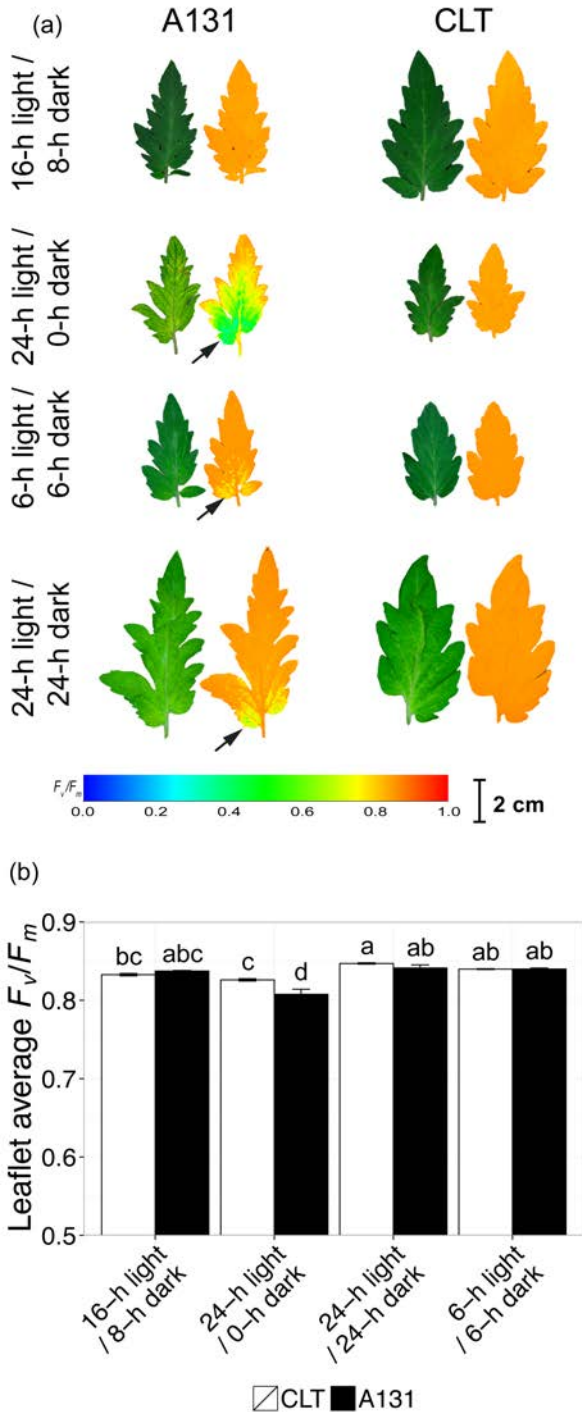 (a)
A131 CLT
16-h light /
8-h dark
24-h light /
0-h dark
6-h light /
6-h dark
24-h light /
24-h dark
Fv/Fm
0.0 0.2 0.4 0.6 0.8 1.0
2 cm
(b)
Leaflet average Fv/Fm
0.9
0.8
0.7
0.6
0.5
bc abc c d a ab ab ab
16−h light
/ 8−h dark
24−h light
/ 0−h dark
24−h light
/ 24−h dark
6−h light
/ 6−h dark
CLT A131